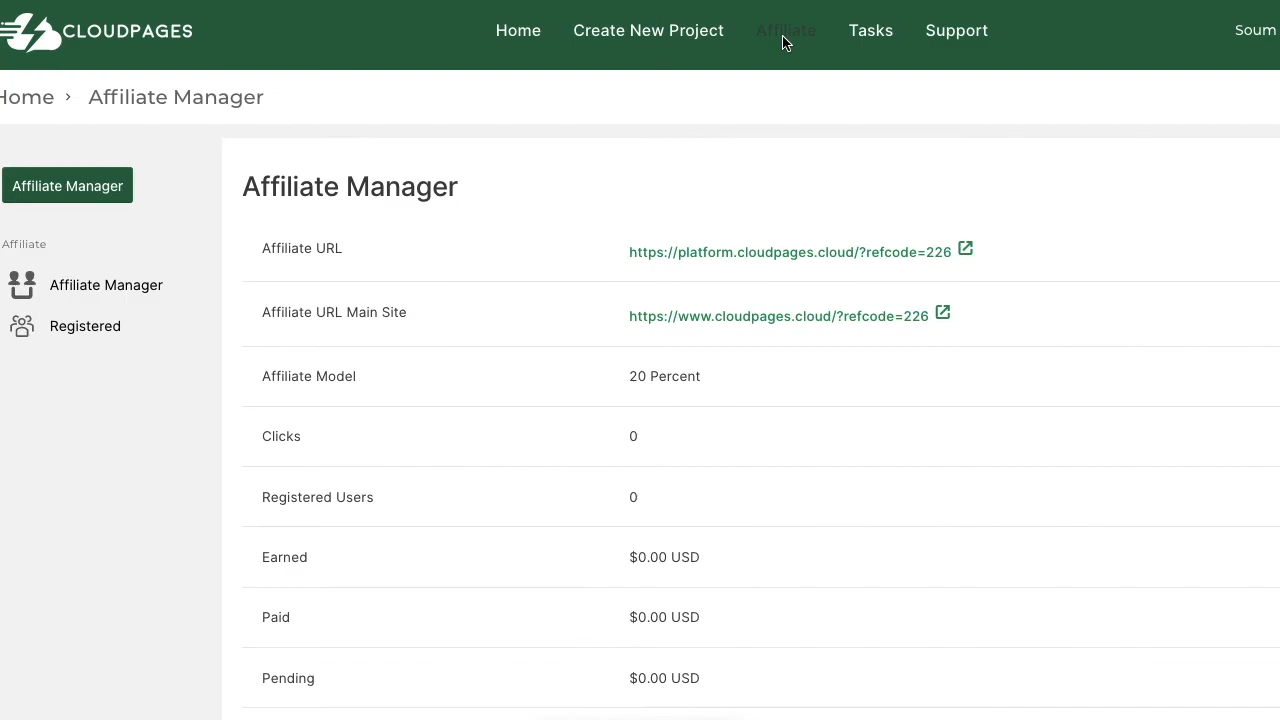 CLOUDPAGES
Home
Create New Project
Affiliate
Tasks
Support
Soum
Home > Affiliate Manager
Affiliate Manager
Affiliate
Affiliate Manager
Registered
Affiliate Manager
Affiliate URL https://platform.cloudpages.cloud/?refcode=226
Affiliate URL Main Site https://www.cloudpages.cloud/?refcode=226
Affiliate Model 20 Percent
Clicks 0
Registered Users 0
Earned $0.00 USD
Paid $0.00 USD
Pending $0.00 USD